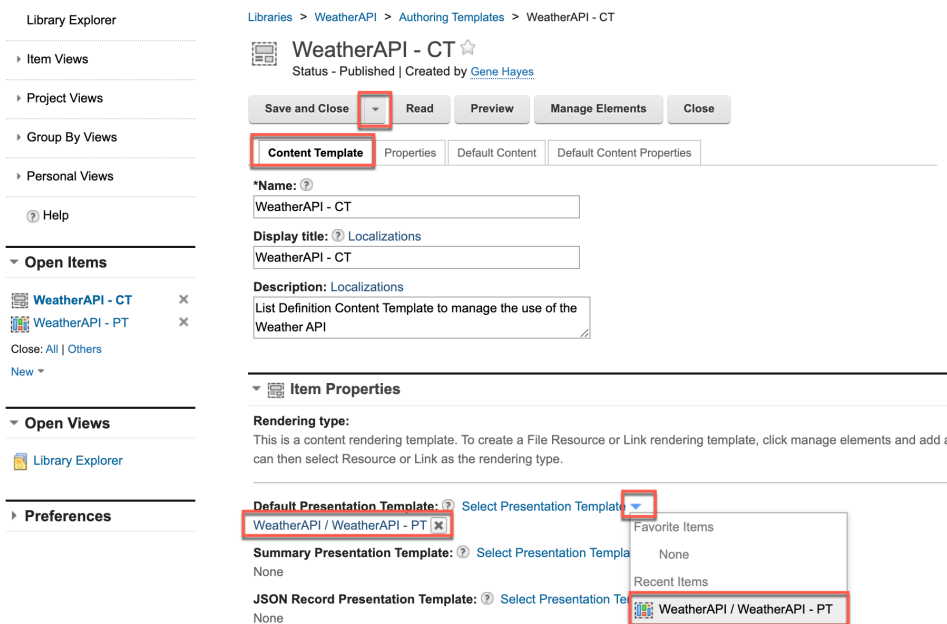 Library Explorer
Item Views
Project Views
Group By Views
Personal Views
? Help
Open Items
WeatherAPI - CT
WeatherAPI - PT
Close: All | Others
New
Open Views
Library Explorer
Preferences
Libraries > WeatherAPI > Authoring Templates > WeatherAPI - CT
WeatherAPI - CT
Status - Published | Created by Gene Hayes
Save and Close Read Preview Manage Elements Close
Content Template Properties Default Content Default Content Properties
*Name: ?
WeatherAPI - CT
Display title: ? Localizations
WeatherAPI - CT
Description: Localizations
List Definition Content Template to manage the use of the
Weather API
Item Properties
Rendering type:
This is a content rendering template. To create a File Resource or Link rendering template, click manage elements and add
can then select Resource or Link as the rendering type.
Default Presentation Template: ? Select Presentation Template
WeatherAPI / WeatherAPI - PT
Summary Presentation Template: ? Select Presentation Templa
None
JSON Record Presentation Template: ? Select Presentation Te
None
Favorite Items
None
Recent Items
WeatherAPI / WeatherAPI - PT